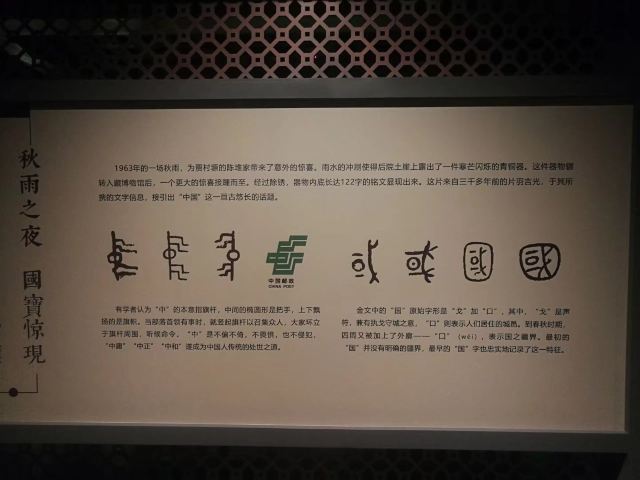 秋雨之夜 國寶惊現
1963年的一场秋雨，为贾村塬的陈堆家带来了意外的惊喜。雨水的冲刷使得后院土崖上露出了一件寒芒闪烁的青铜器。这件器物辗
转入藏博物馆后，一个更大的惊喜接踵而至。经过除锈，器物内底长达122字的铭文显现出来。这片来自三千多年前的片羽吉光，于其所
携的文字信息，接引出“中国”这一亘古悠长的话题。
中国邮政
CHINA POST
有学者认为“中”的本意指旗杆，中间的椭圆形是把手，上下飘
扬的是旗帜。当部落首领有事时，就竖起旗杆以召集众人，大家环立
于旗杆周围，听候命令。“中”是不偏不倚，不畏惧，也不侵犯，
“中庸”“中正”“中和”遂成为中国人传统的处世之道。
金文中的“国”原始字形是“戈”加“口”，其中，“戈”是声
符，兼有执戈守城之意，“口”则表示人们居住的城邑。到春秋时期，
四周又被加上了外廓——“囗”（wéi），表示国之疆界。最初的
“国”并没有明确的疆界，最早的“国”字也忠实地记录了这一特征。